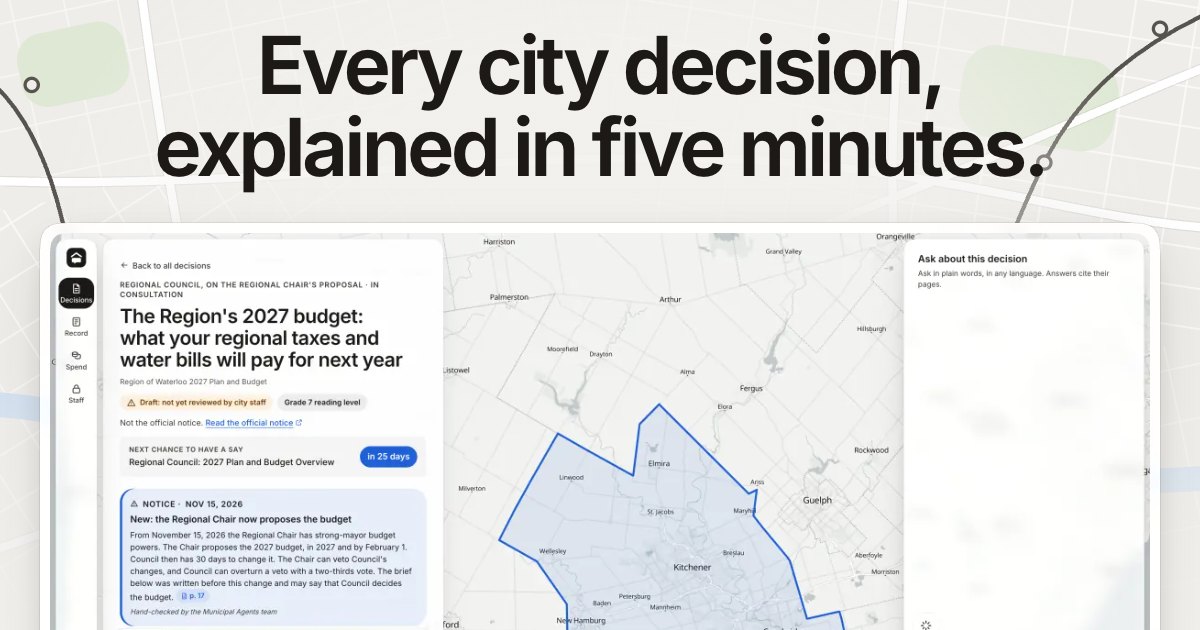 Every city decision,
explained in five minutes.
Decisions
Record
Spend
Staff
← Back to all decisions
REGIONAL COUNCIL, ON THE REGIONAL CHAIR'S PROPOSAL · IN
CONSULTATION
The Region's 2027 budget:
what your regional taxes and
water bills will pay for next year
Region of Waterloo 2027 Plan and Budget
Draft: not yet reviewed by city staff
Grade 7 reading level
Not the official notice. Read the official notice
NEXT CHANCE TO HAVE A SAY
Regional Council: 2027 Plan and Budget Overview
in 25 days
NOTICE · NOV 15, 2026
New: the Regional Chair now proposes the budget
From November 15, 2026 the Regional Chair has strong-mayor budget
powers. The Chair proposes the 2027 budget, in 2027 and by February 1.
Council then has 30 days to change it. The Chair can veto Council's
changes, and Council can overturn a veto with a two-thirds vote. The brief
below was written before this change and may say that Council decides
the budget. p. 17
Hand-checked by the Municipal Agents team
Harriston
Orangeville
Grand Valley
Palmerston
Arthur
Hillsburgh
Moorefield
Drayton
Listowel
Alma
Fergus
Elora
Rockwood
Elmira
Linwood
Ariss
Milverton
Guelph
St. Jacobs
Maryhill
Wellesley
Breslau
Aberfoyle
Kitchener
Morriston
Petersburg
Baden
Mannheim
New Hamburg
ford
Ask about this decision
Ask in plain words, in any language. Answers cite their
pages.